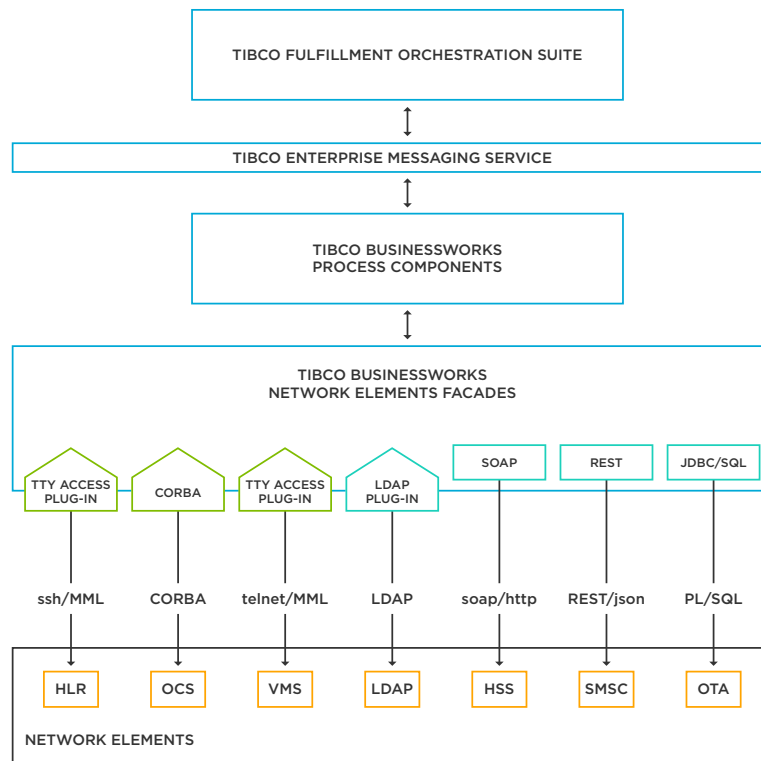 TIBCO FULFILLMENT ORCHESTRATION SUITE
TIBCO ENTERPRISE MESSAGING SERVICE
TIBCO BUSINESSWORKS
PROCESS COMPONENTS
TIBCO BUSINESSWORKS
NETWORK ELEMENTS FACADES
TTY ACCESS
PLUG-IN
CORBA
TTY ACCESS
PLUG-IN
LDAP
PLUG-IN
SOAP
REST
JDBC/SQL
ssh/MML
CORBA
telnet/MML
LDAP
soap/http
REST/json
PL/SQL
HLR
OCS
VMS
LDAP
HSS
SMSC
OTA
NETWORK ELEMENTS